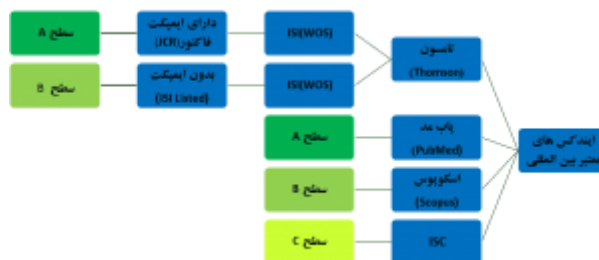 ایندکس های
معتبر بین المللی
تامسون
(Thomson)
ISI(WOS)
دارای ایمپکت
فاکتور(JCR)
سطح A
ISI(WOS)
بدون ایمپکت
(ISI Listed)
سطح B
پاب مد
(PubMed)
سطح A
اسکوپوس
(Scopus)
سطح B
ISC
سطح C